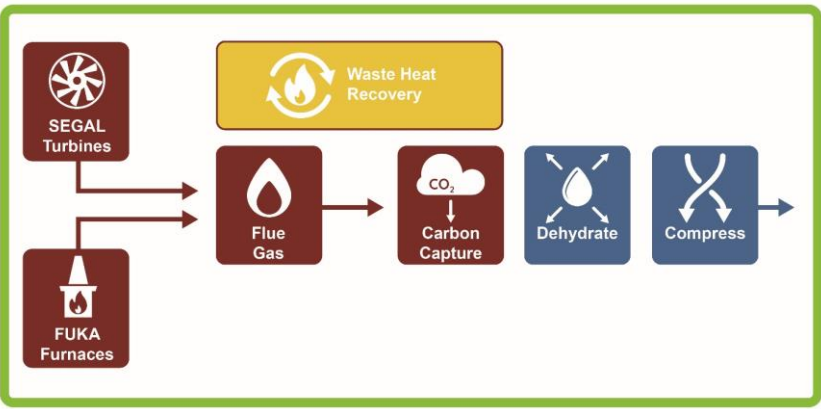 SEGAL
Turbines
Waste Heat
Recovery
Flue
Gas
CO₂
Carbon
Capture
Dehydrate
Compress
FUKA
Furnaces